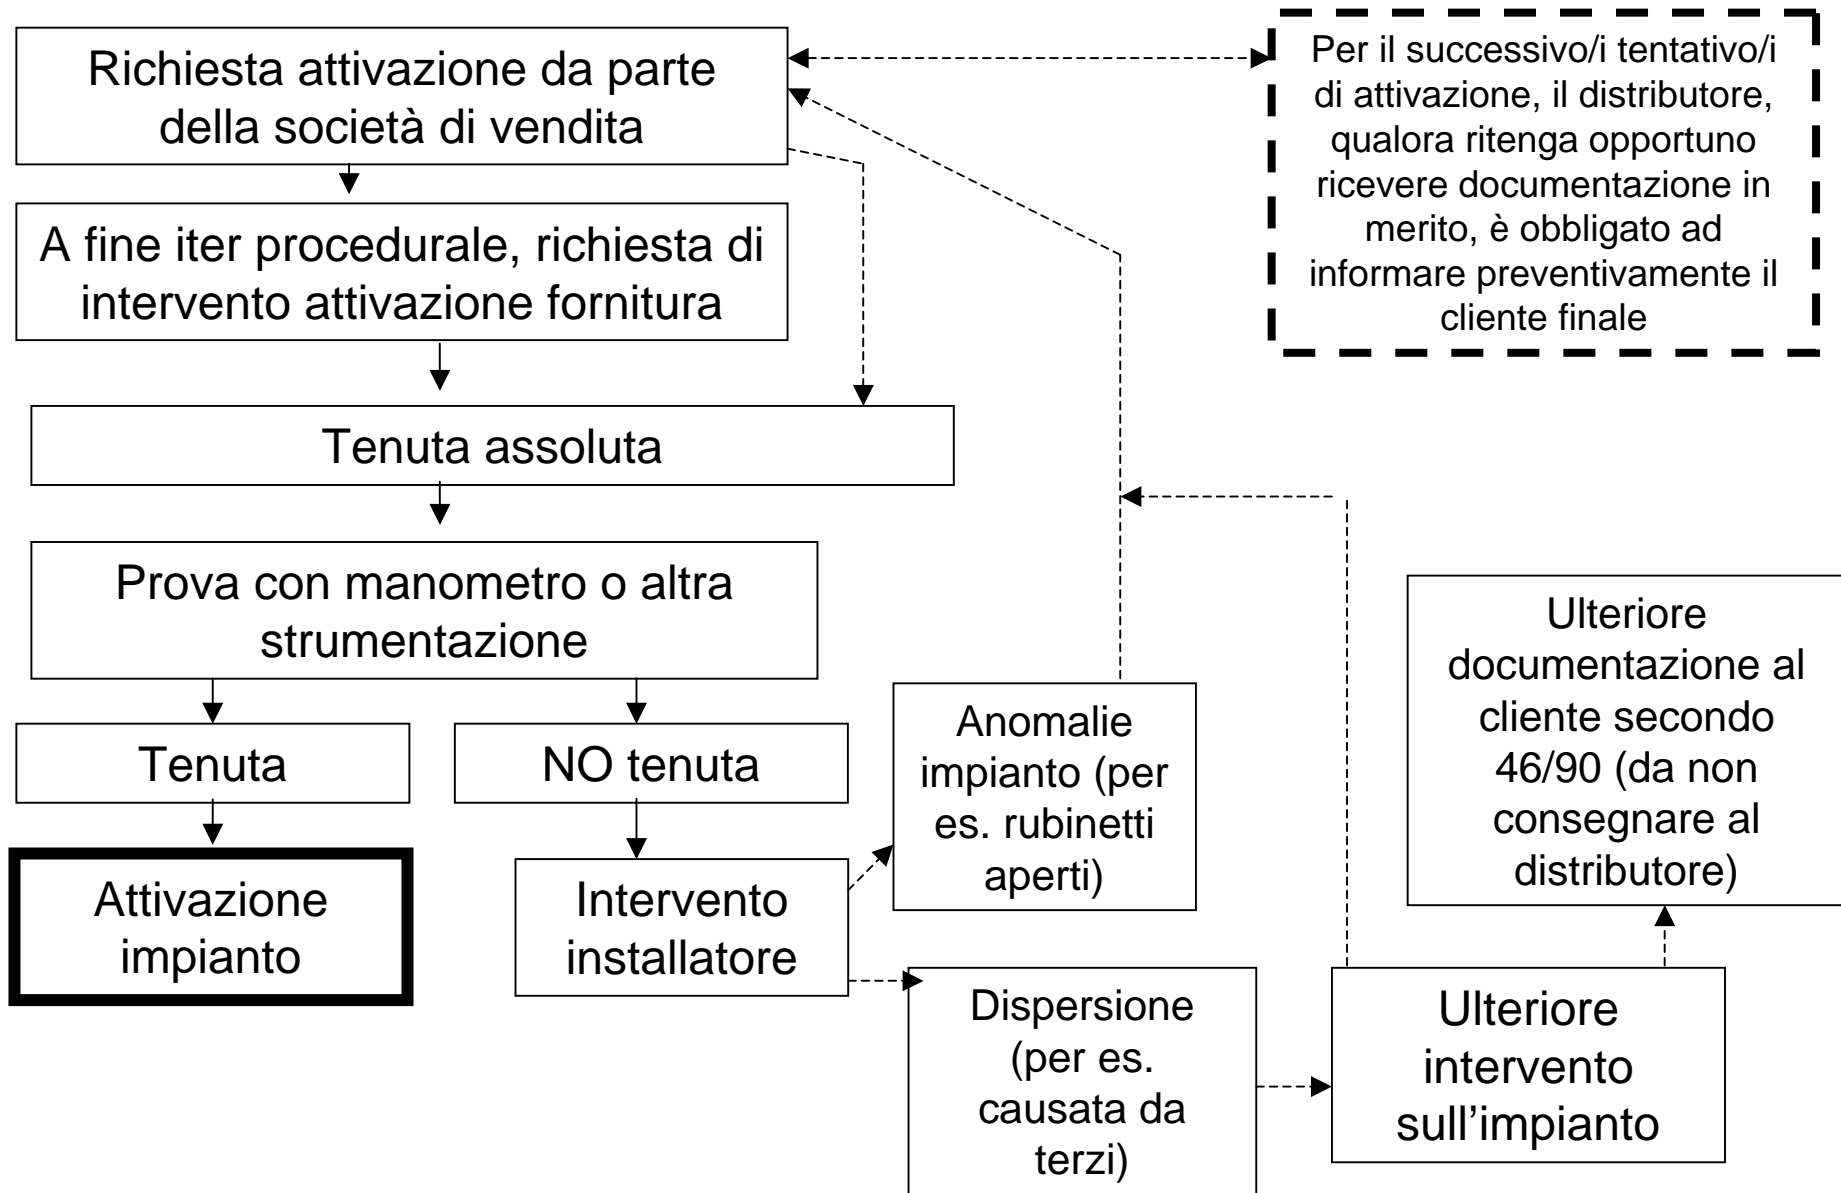 Richiesta attivazione da parte
della società di vendita
Per il successivo/i tentativo/i
di attivazione, il distributore,
qualora ritenga opportuno
ricevere documentazione in
merito, è obbligato ad
informare preventivamente il
cliente finale
A fine iter procedurale, richiesta di
intervento attivazione fornitura
Tenuta assoluta
Prova con manometro o altra
strumentazione
Tenuta
NO tenuta
Attivazione
impianto
Intervento
installatore
Anomalie
impianto (per
es. rubinetti
aperti)
Dispersione
(per es.
causata da
terzi)
Ulteriore
intervento
sull'impianto
Ulteriore
documentazione al
cliente secondo
46/90 (da non
consegnare al
distributore)